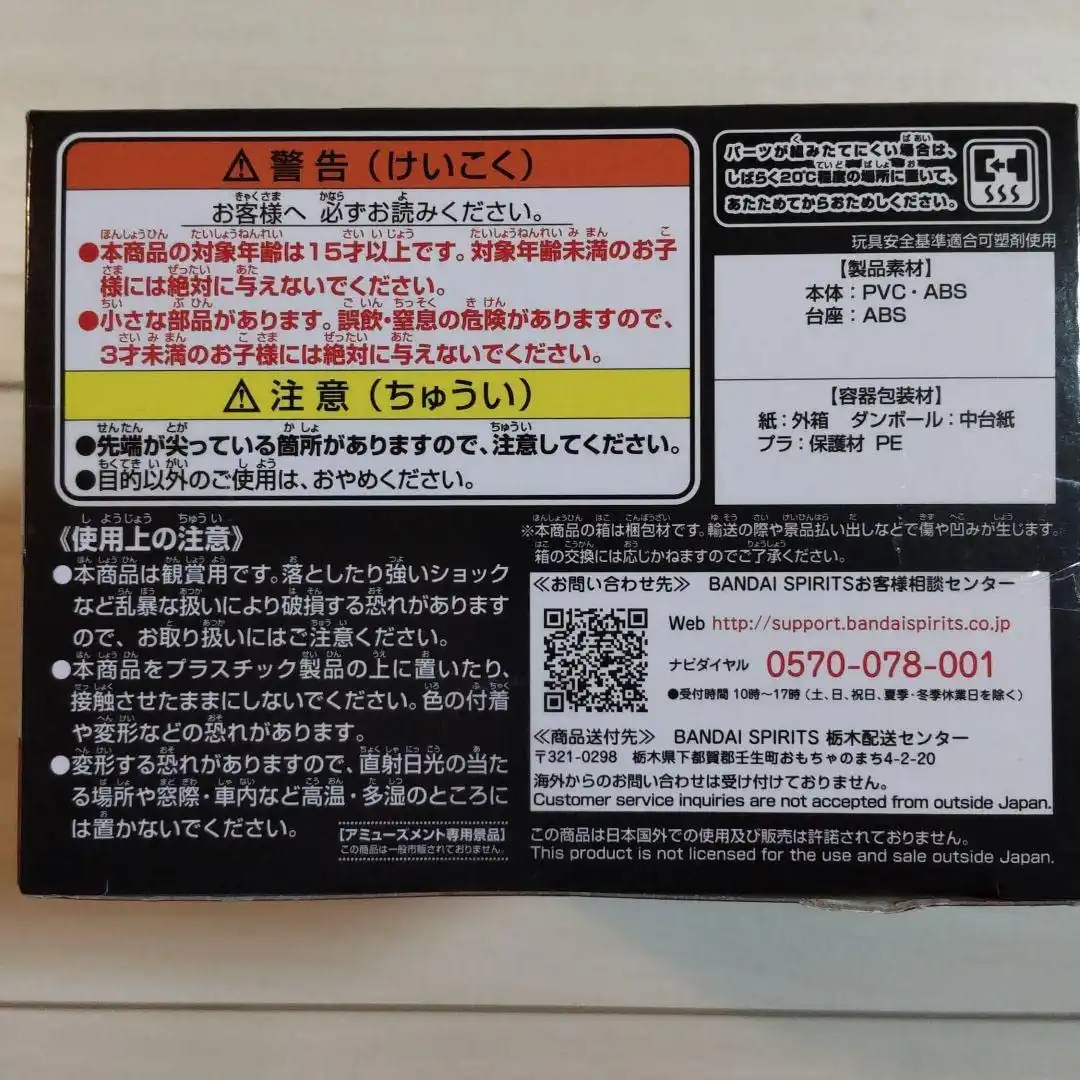 ⚠警告（けいこく）
お客様へ 必ずお読みください。
●本商品の対象年齢は15才以上です。対象年齢未満のお子
様には絶対に与えないでください。
●小さな部品があります。誤飲・窒息の危険がありますので、
3才未満のお子様には絶対に与えないでください。
⚠注意（ちゅうい）
●先端が尖っている箇所がありますので、注意してください。
●目的以外のご使用は、おやめください。
パーツが組みたてにくい場合は、
しばらく20℃程度の場所に置いて、
あたためてからおためしください。
玩具安全基準適合可塑剤使用
【製品素材】
本体：PVC・ABS
台座：ABS
【容器包装材】
紙：外箱 ダンボール：中台紙
プラ：保護材 PE
《使用上の注意》
●本商品は観賞用です。落としたり強いショック
など乱暴な扱いにより破損する恐れがあります
ので、お取り扱いにはご注意ください。
●本商品をプラスチック製品の上に置いたり、
接触させたままにしないでください。色の付着
や変形などの恐れがあります。
●変形する恐れがありますので、直射日光の当た
る場所や窓際・車内など高温・多湿のところに
は置かないでください。
[アミューズメント専用景品]
この商品は一般市販されておりません。
※本商品の箱は梱包材です。輸送の際や景品払い出しなどで傷や凹みが生じます。
箱の交換には応じかねますのでご了承ください。
≪お問い合わせ先≫ BANDAI SPIRITSお客様相談センター
Web http://support.bandaispirits.co.jp
ナビダイヤル 0570-078-001
●受付時間 10時～17時（土、日、祝日、夏季・冬季休業日を除く）
≪商品送付先≫ BANDAI SPIRITS 栃木配送センター
〒321-0298 栃木県下都賀郡壬生町おもちゃのまち4-2-20
海外からのお問い合わせは受け付けておりません。
Customer service inquiries are not accepted from outside Japan.
この商品は日本国外での使用及び販売は許諾されておりません。
This product is not licensed for the use and sale outside Japan.